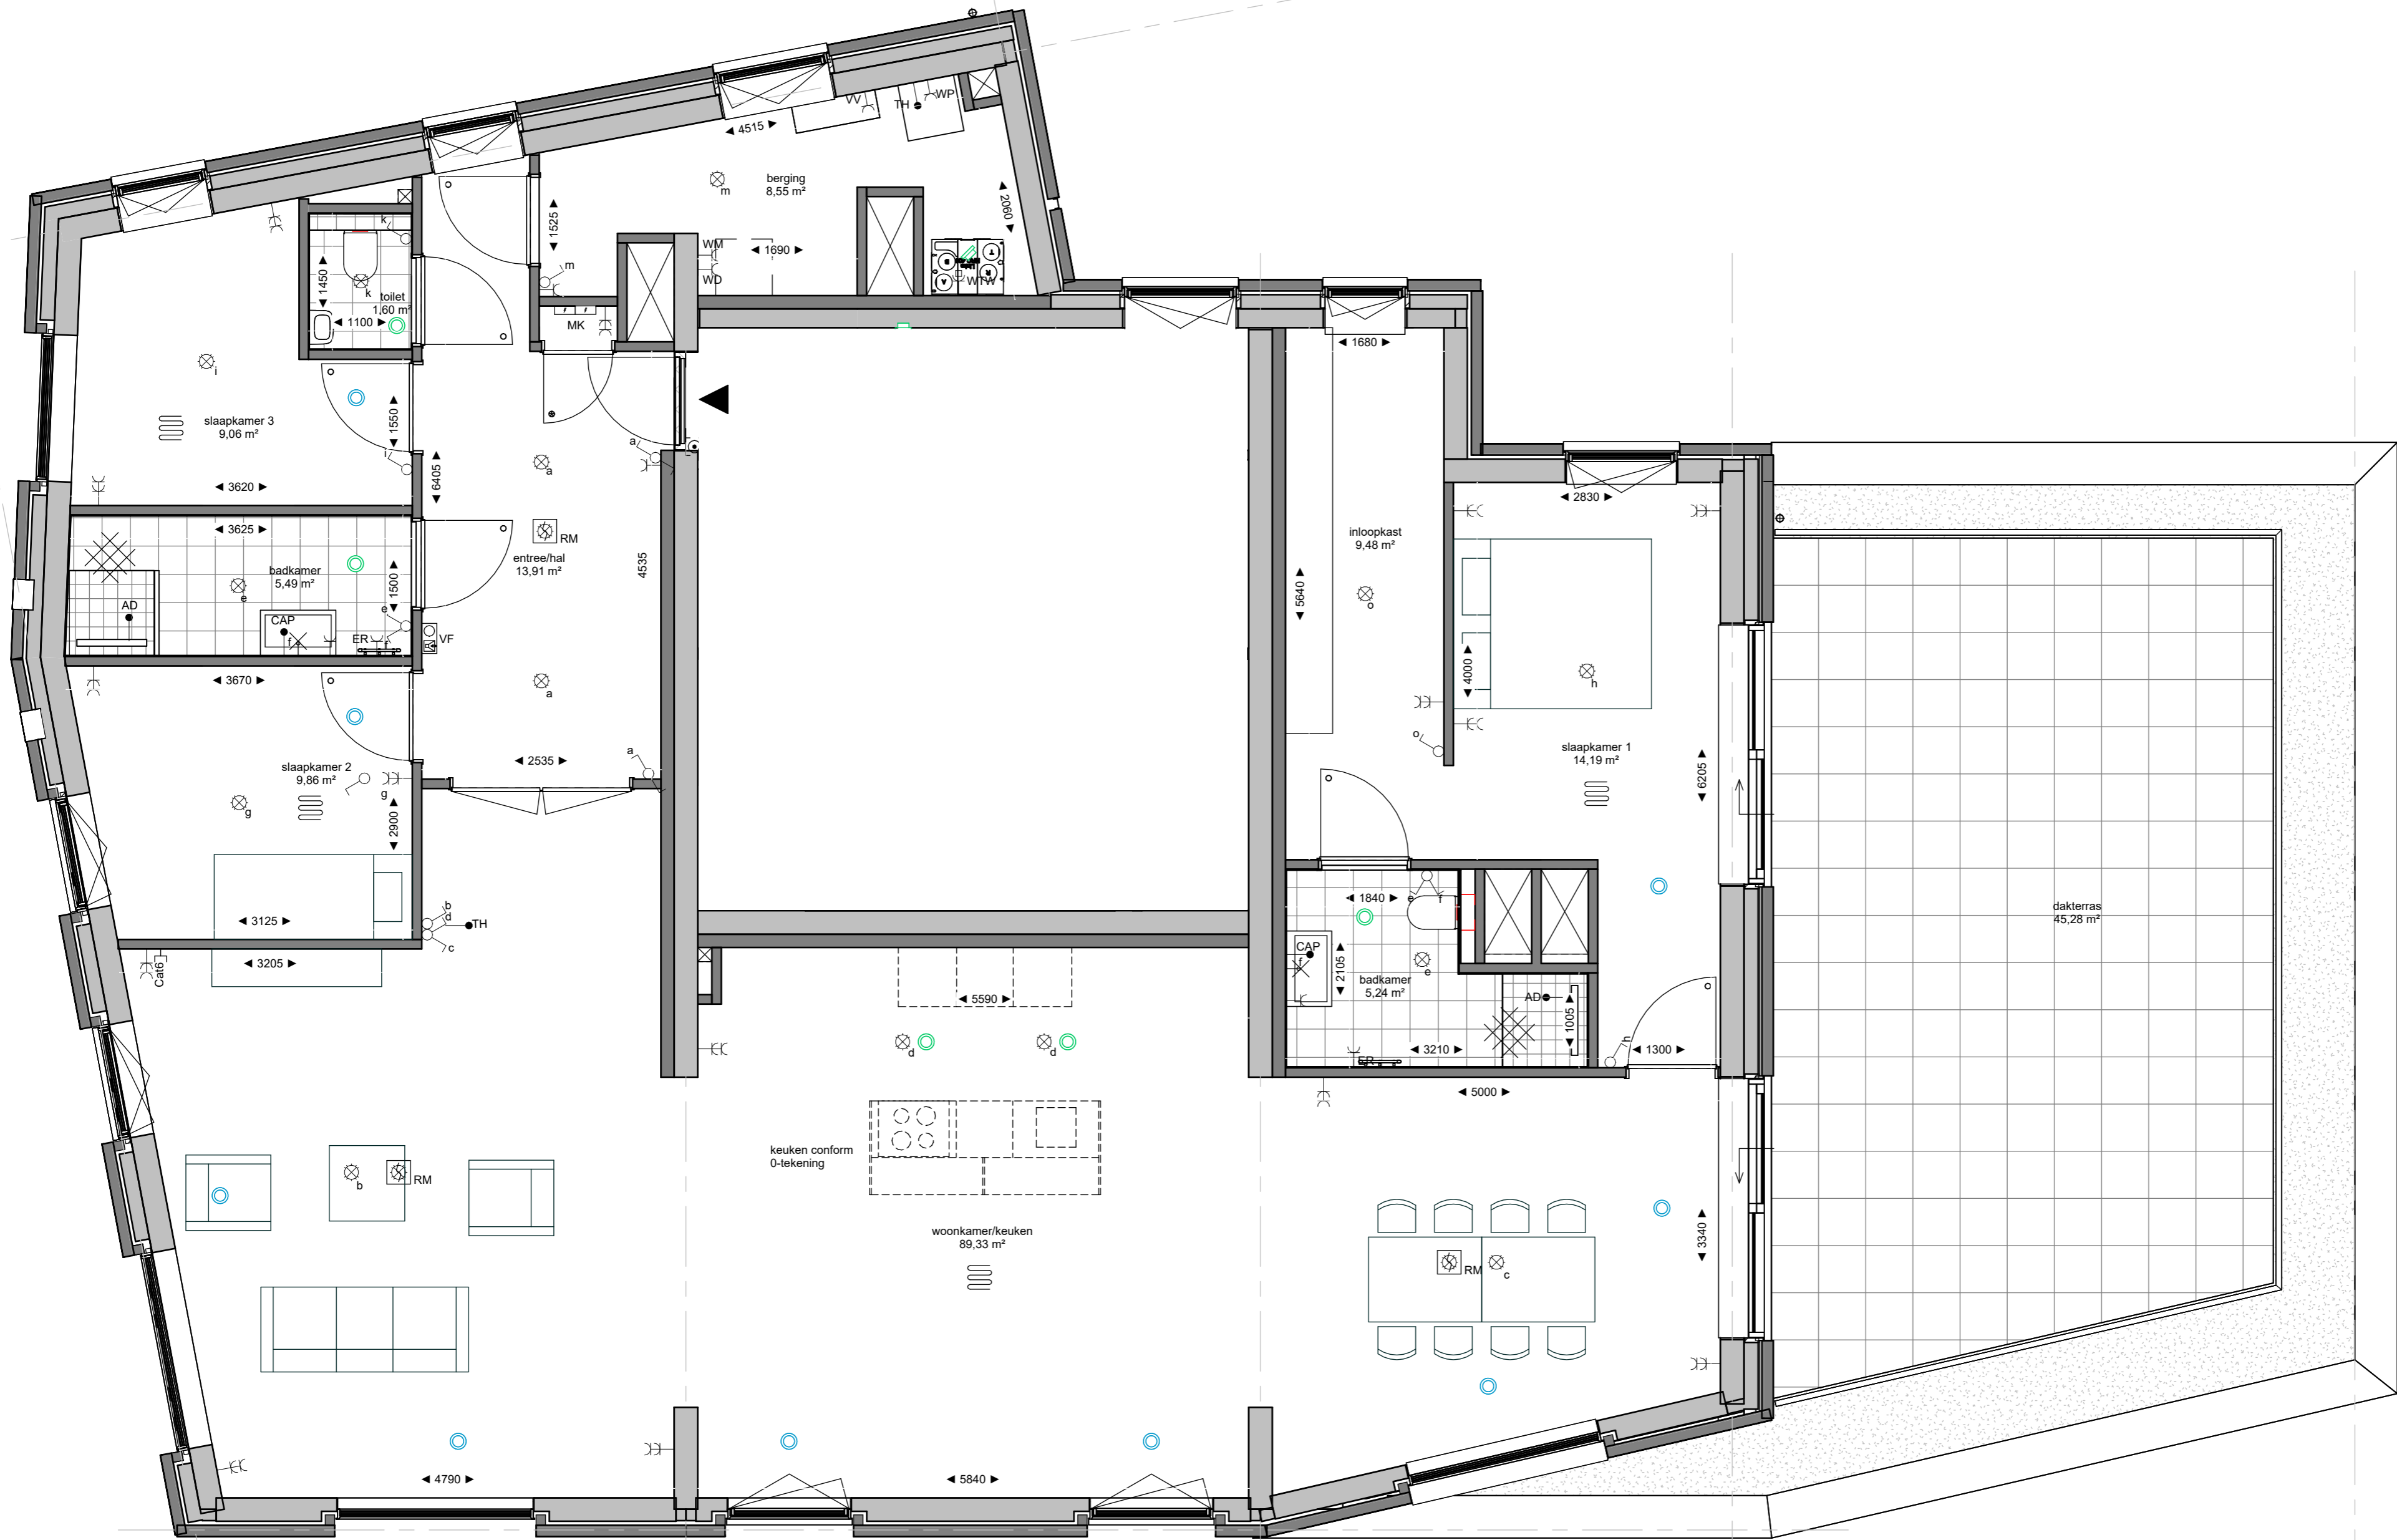 VV
TH
WP
◄ 4515 ►
m
berging
8,55 m²
◄ 2060 ►
◄ 1525 ►
k
WM
◄ 1690 ►
WD
m
WTW
◄ 1450 ►
k
toilet
1,60 m²
◄ 1100 ►
MK
◄ 1680 ►
i
slaapkamer 3
9,06 m²
◄ 1550 ►
i
◄ 6405 ►
a
a
◄ 3620 ►
◄ 2830 ►
◄ 3625 ►
RM
entree/hal
13,91 m²
4535
inloopkast
9,48 m²
badkamer
5,49 m²
e
◄ 1500 ►
◄ 5640 ►
o
AD
CAP
f
e
ER
f
VF
◄ 3670 ►
a
◄ 4000 ►
h
o
slaapkamer 1
14,19 m²
a
◄ 2535 ►
slaapkamer 2
9,86 m²
g
g
◄ 2900 ►
◄ 6205 ►
◄ 3125 ►
b
d
c
TH
◄ 1840 ►
e
f
dakterras
45,28 m²
Cat6
◄ 3205 ►
CAP
f
◄ 2105 ►
e
badkamer
5,24 m²
◄ 5590 ►
AD
◄ 1005 ►
d
d
ER
◄ 3210 ►
h
◄ 1300 ►
◄ 5000 ►
keuken conform
0-tekening
b
RM
woonkamer/keuken
89,33 m²
◄ 3340 ►
RM
c
◄ 4790 ►
◄ 5840 ►